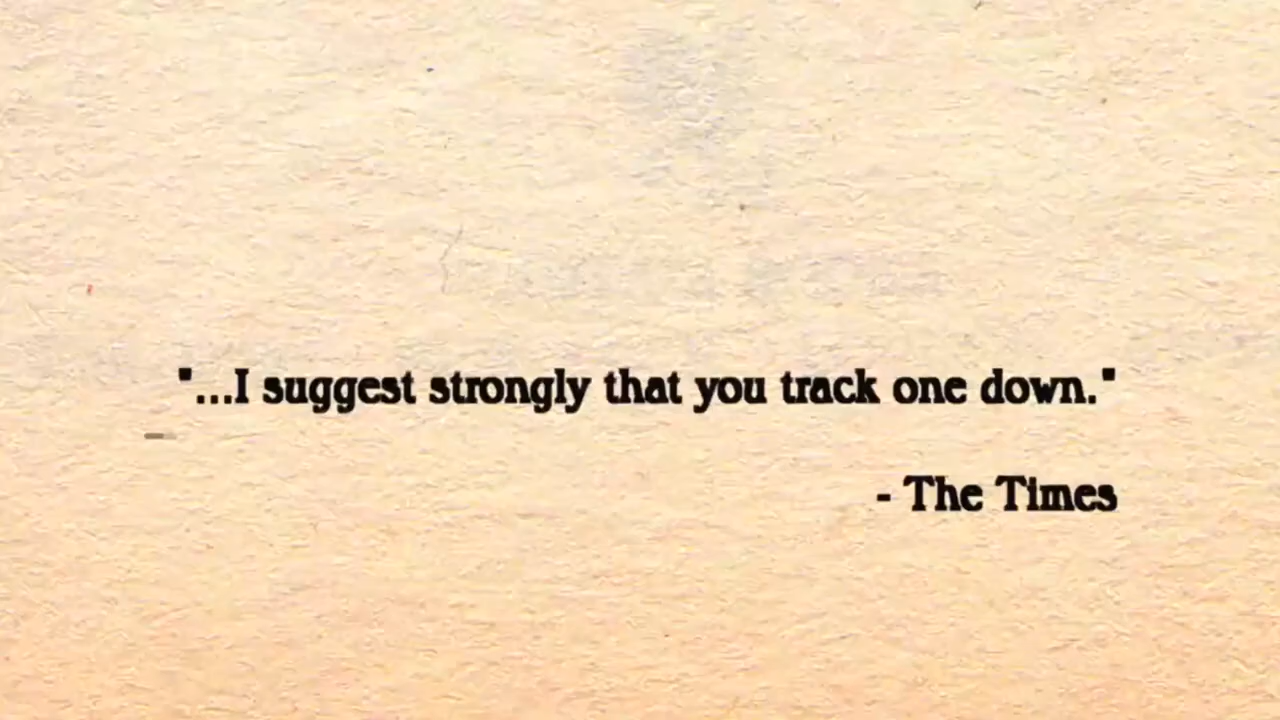 "...I suggest strongly that you track one down."
- The Times